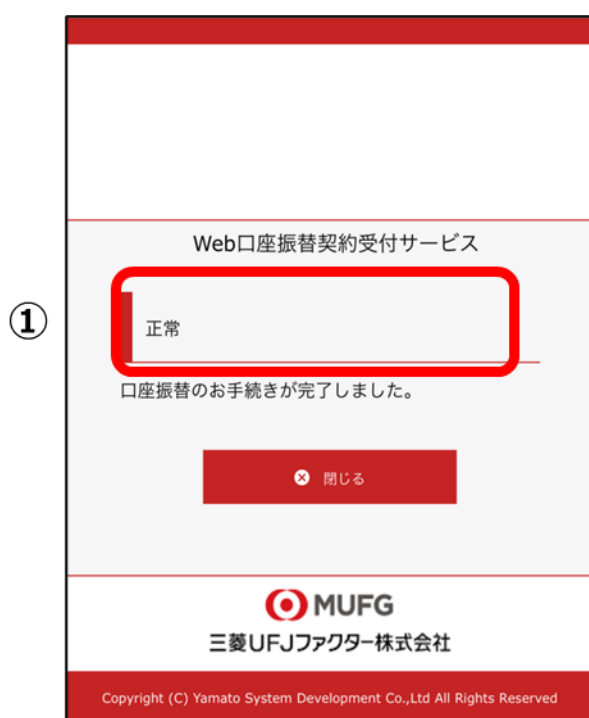 Web口座振替契約受付サービス
①
正常
口座振替のお手続きが完了しました。
閉じる
MUFG
三菱UFJファクター株式会社
Copyright (C) Yamato System Development Co.,Ltd All Rights Reserved